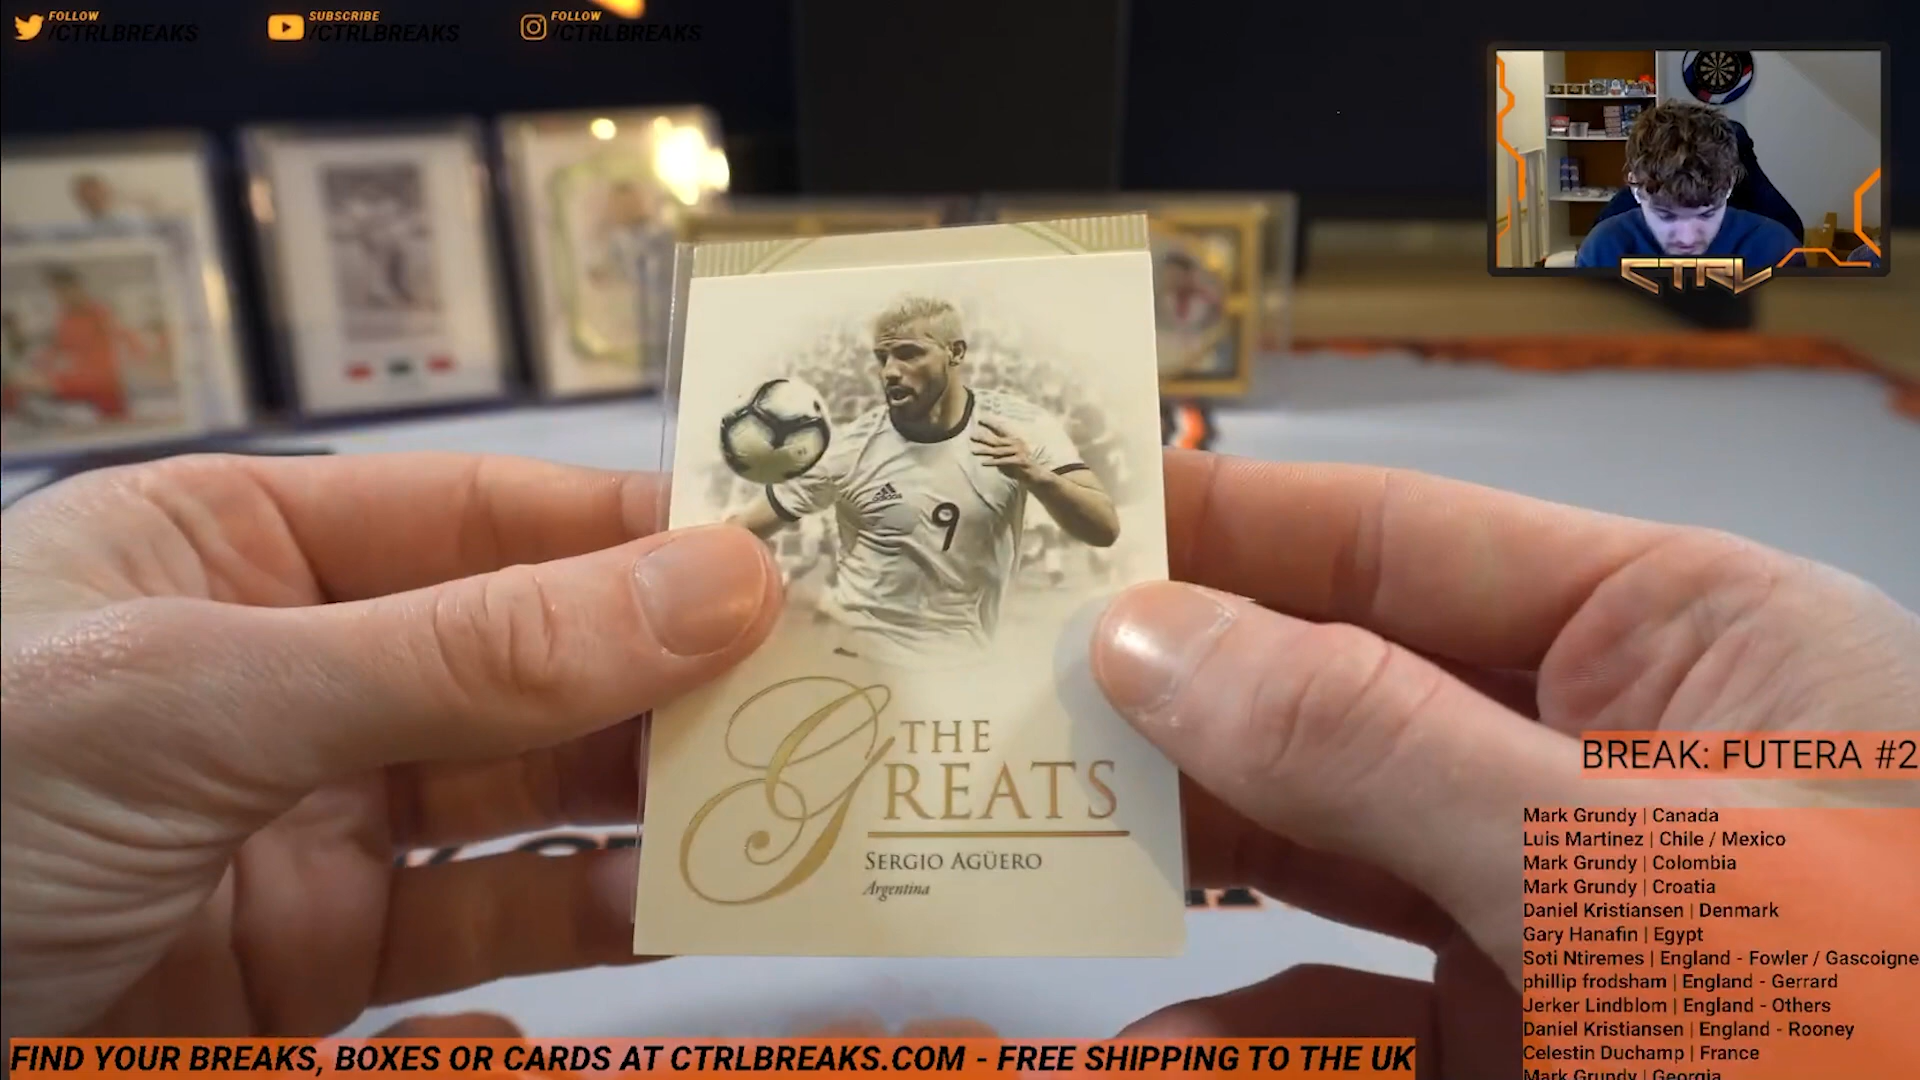 FOLLOW
/CTRLBREAKS
SUBSCRIBE
/CTRLBREAKS
FOLLOW
/CTRLBREAKS
CTRL
adidas
9
THE
GREATS
SERGIO AGÜERO
Argentina
BREAK: FUTERA #2
Mark Grundy | Canada
Luis Martinez | Chile / Mexico
Mark Grundy | Colombia
Mark Grundy | Croatia
Daniel Kristiansen | Denmark
Gary Hanafin | Egypt
Soti Ntiremes | England - Fowler / Gascoigne
phillip frodsham | England - Gerrard
Jerker Lindblom | England - Others
Daniel Kristiansen | England - Rooney
Celestin Duchamp | France
Mark Grundy | Georgia
FIND YOUR BREAKS, BOXES OR CARDS AT CTRLBREAKS.COM - FREE SHIPPING TO THE UK